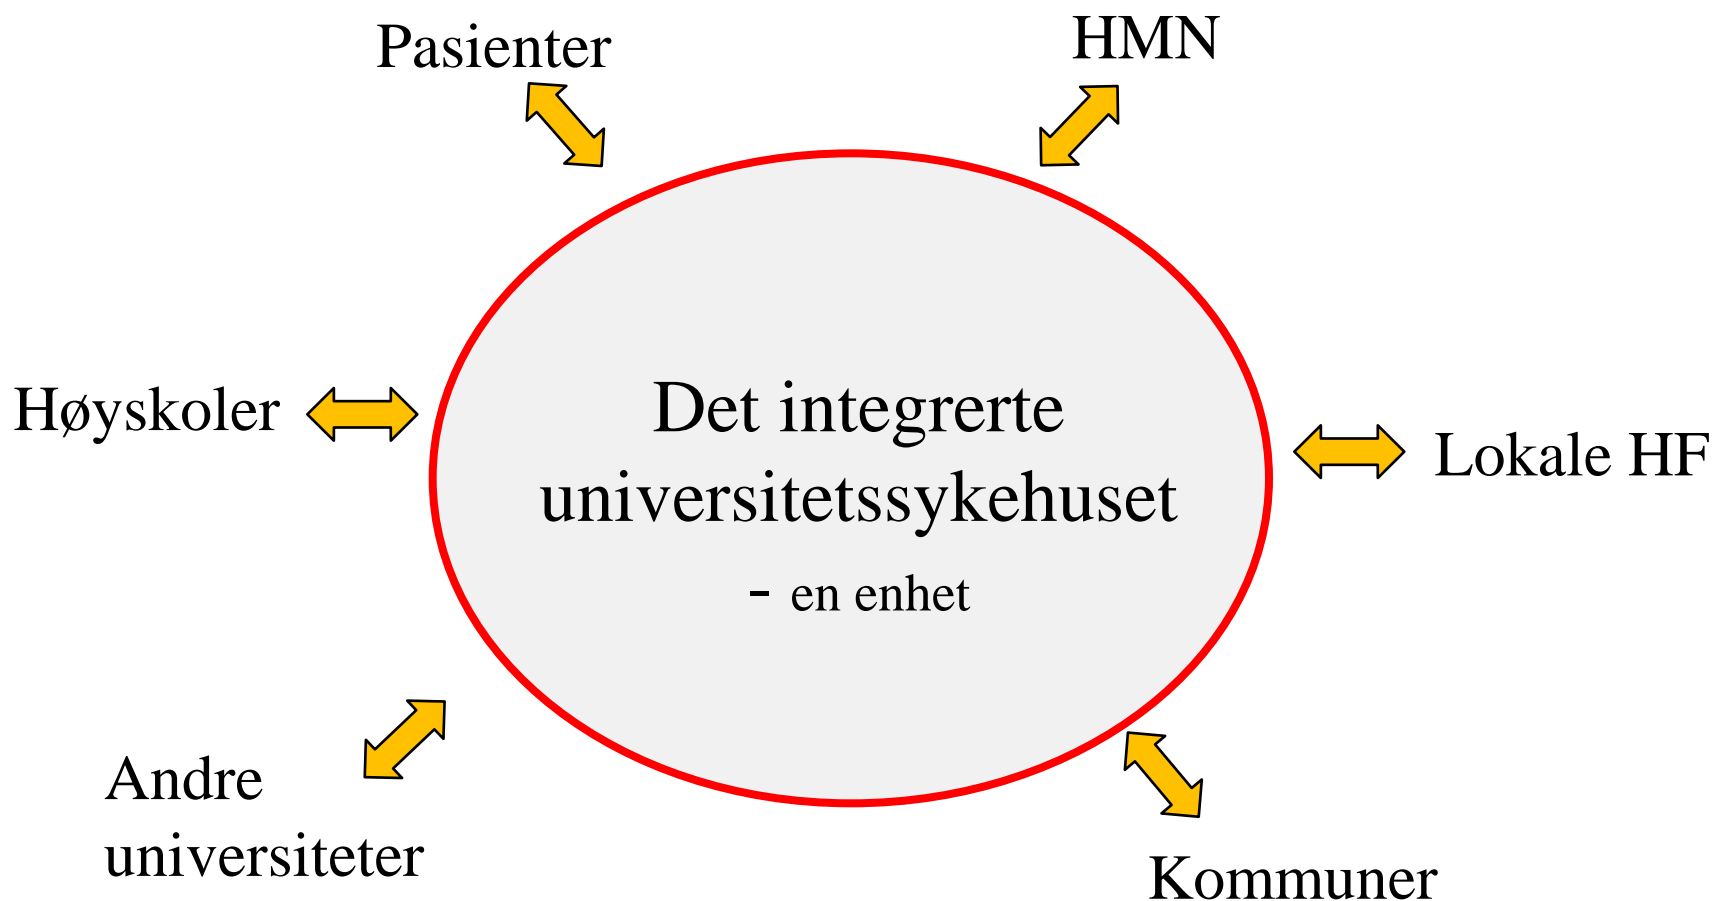 Pasienter
HMN
Høyskoler
Det integrerte
universitetssykehuset
- en enhet
Lokale HF
Andre
universiteter
Kommuner